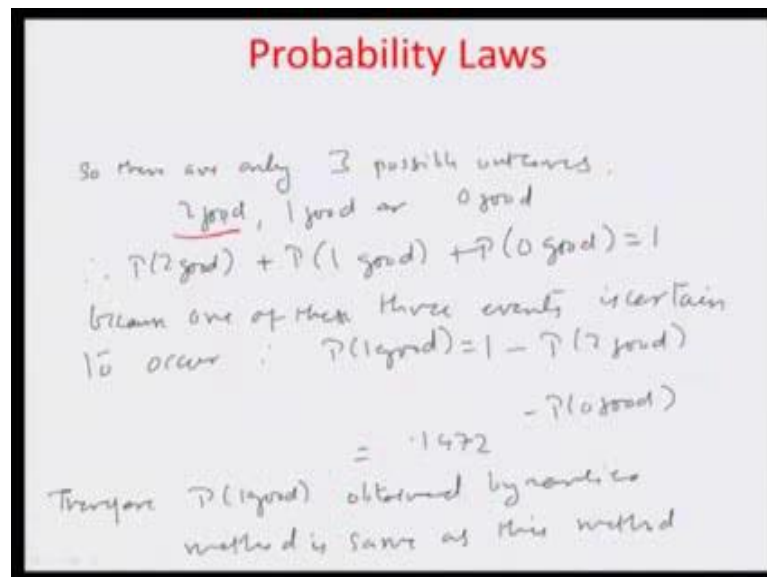 Probability Laws
So there are only 3 possible outcomes.
2 good, 1 good or 0 good
∴ P(2 good) + P(1 good) + P(0 good) = 1
because one of these three events is certain
to occur ∴ P(1 good) = 1 - P(2 good)
- P(0 good)
= .1472
Therefore P(1 good) obtained by earlier
method is same as this method